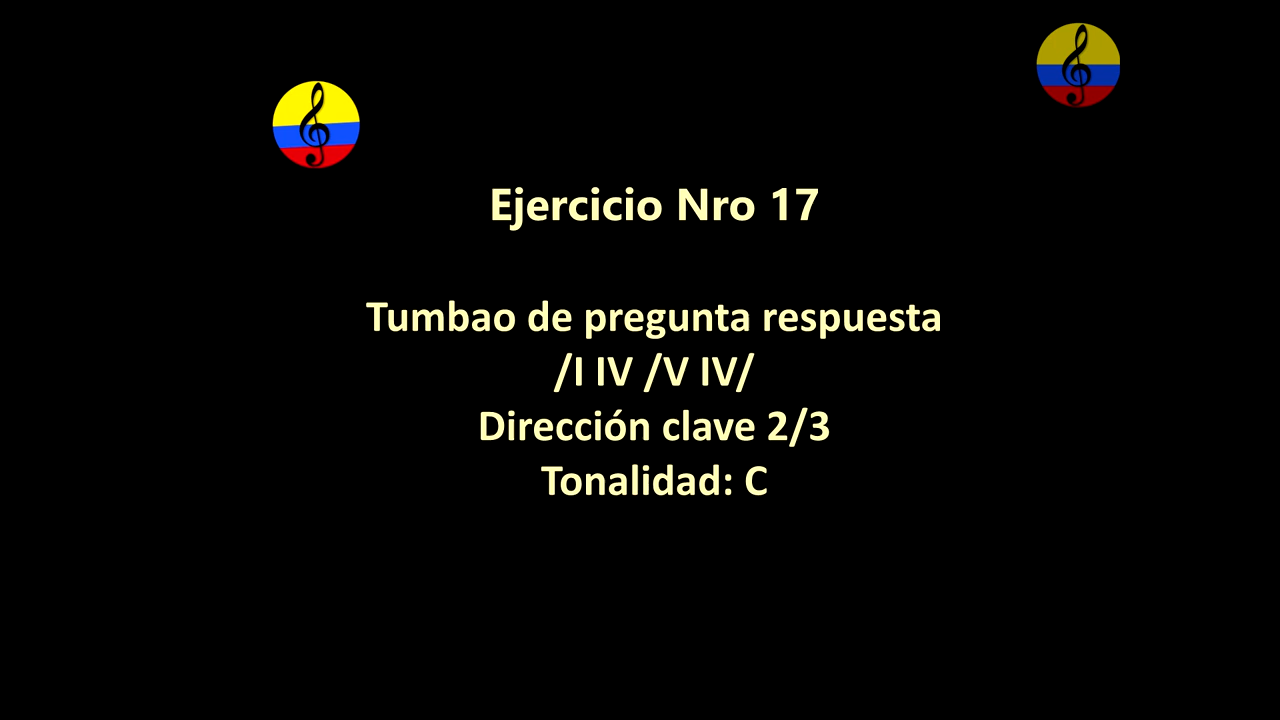 Ejercicio Nro 17
Tumbao de pregunta respuesta
/I IV /V IV/
Dirección clave 2/3
Tonalidad: C